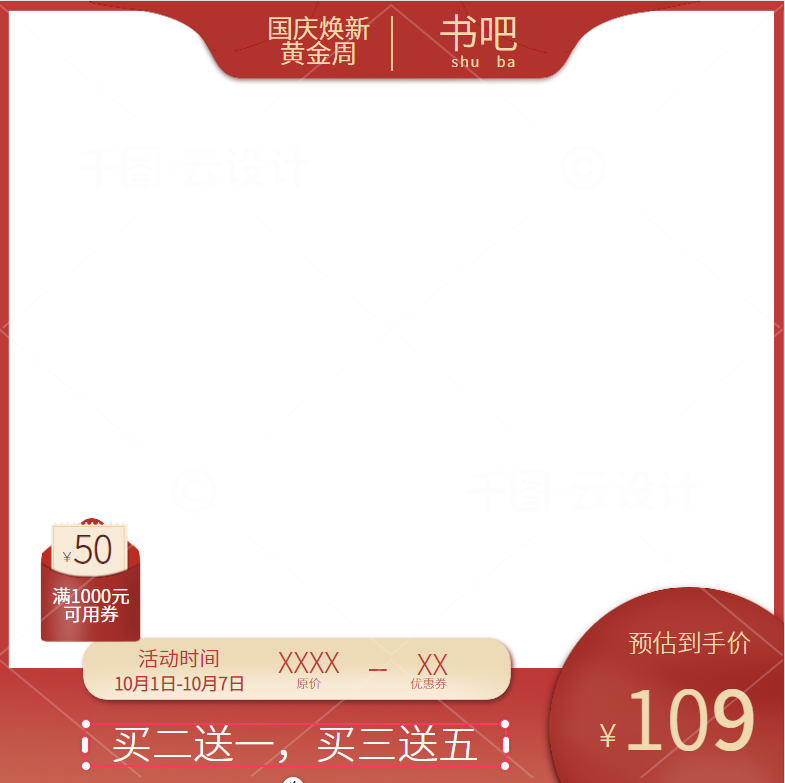 国庆焕新
黄金周
书吧
shu ba
千图·云设计
©
©
千图·云设计
¥50
满1000元
可用券
活动时间
10月1日-10月7日
XXXX
原价
—
XX
优惠券
预估到手价
¥109
买二送一，买三送五